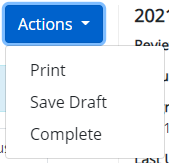 Actions
2021
Print
Save Draft
Complete